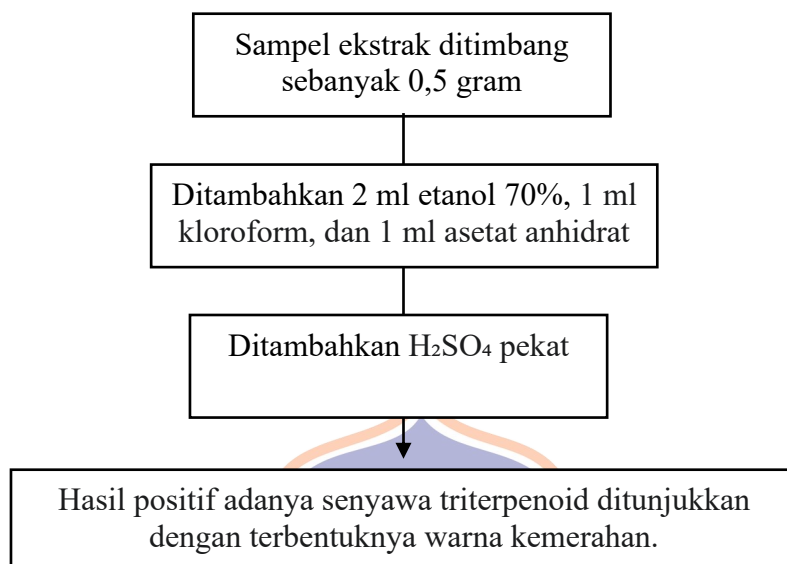 Sampel ekstrak ditimbang
sebanyak 0,5 gram
Ditambahkan 2 ml etanol 70%, 1 ml
kloroform, dan 1 ml asetat anhidrat
Ditambahkan H₂SO₄ pekat
Hasil positif adanya senyawa triterpenoid ditunjukkan
dengan terbentuknya warna kemerahan.